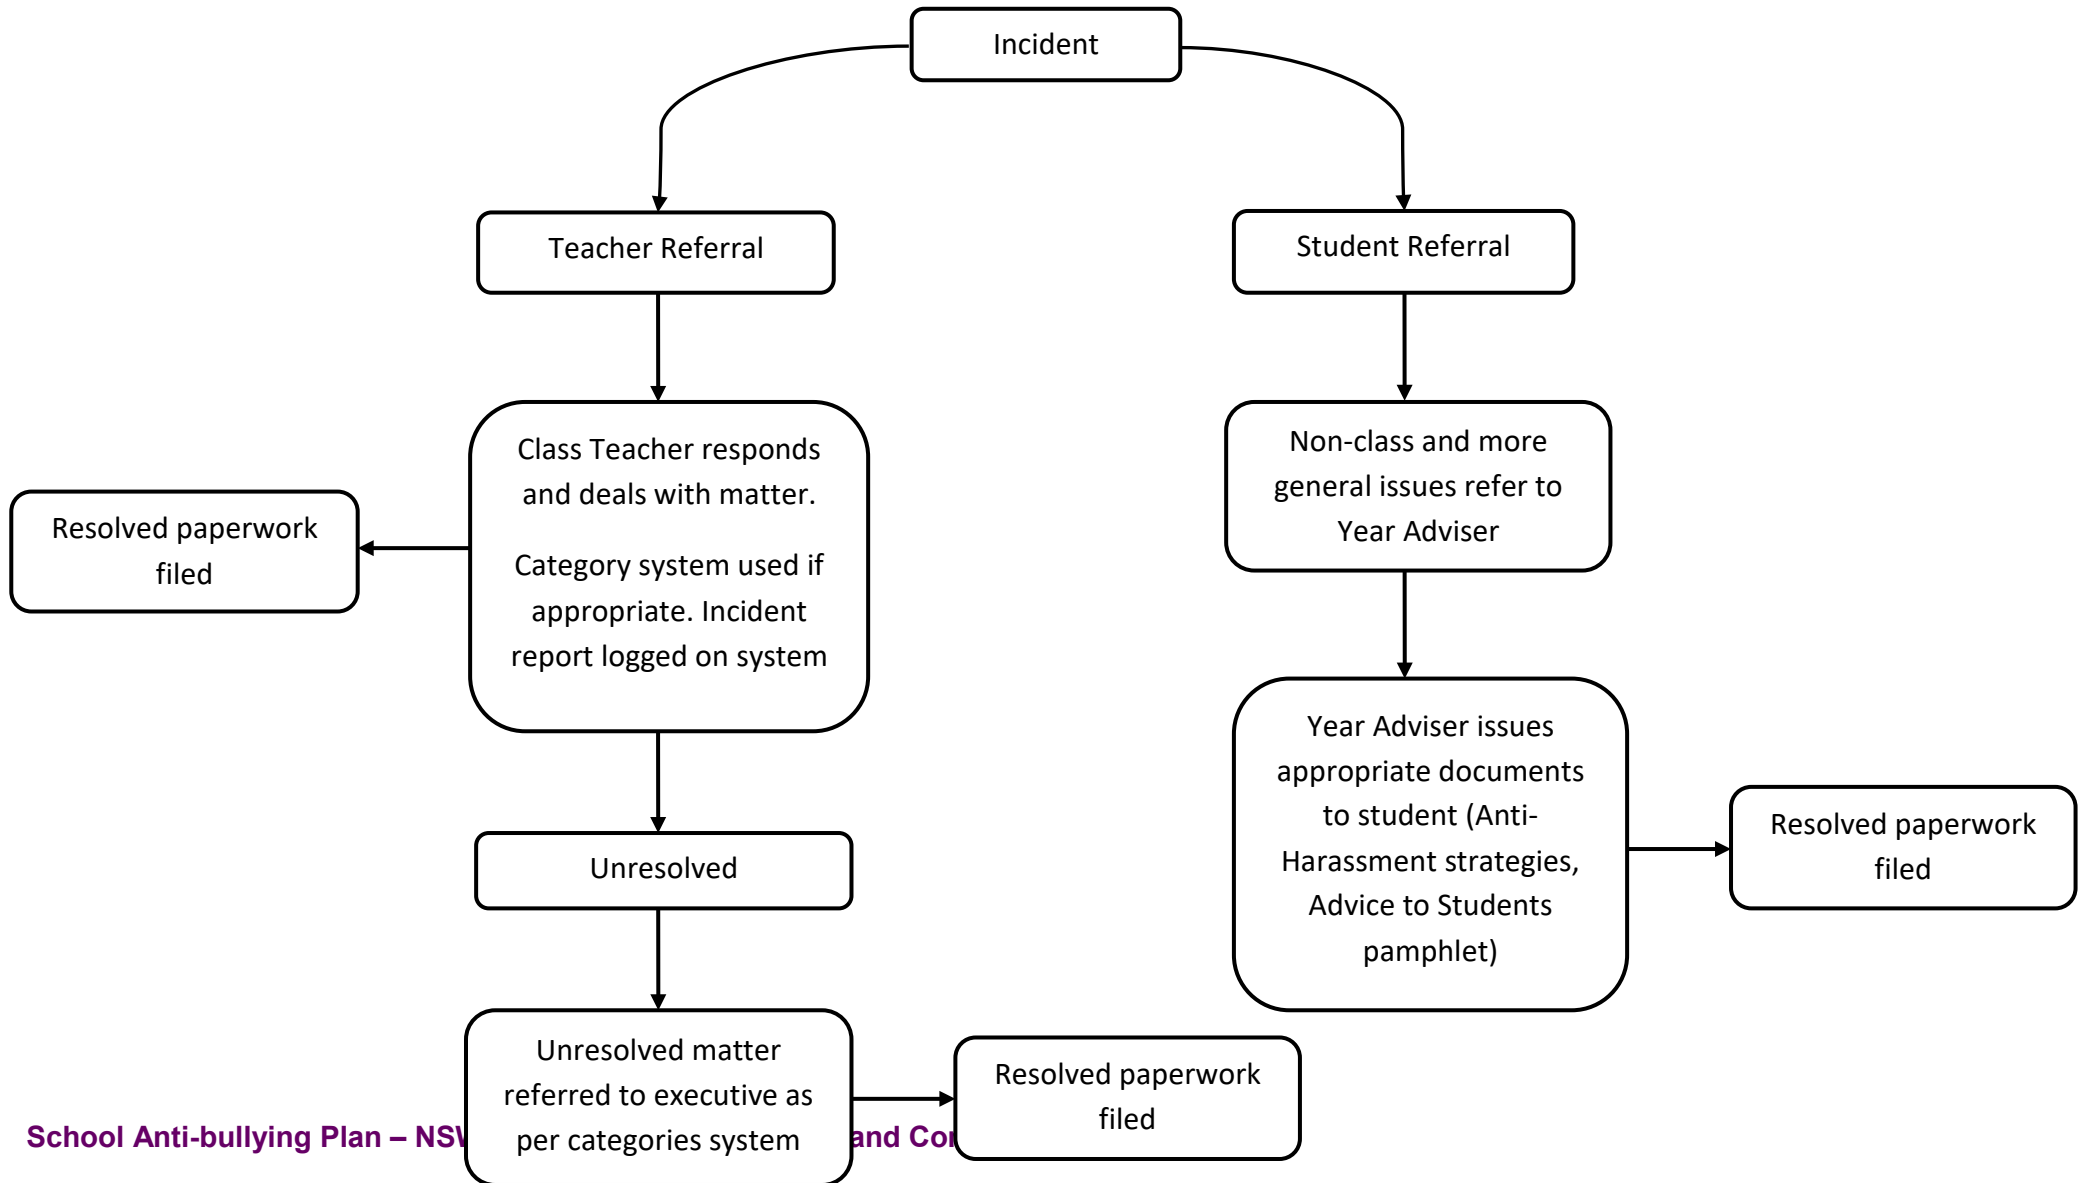 Incident
Teacher Referral
Student Referral
Class Teacher responds
and deals with matter.
Category system used if
appropriate. Incident
report logged on system
Resolved paperwork
filed
Non-class and more
general issues refer to
Year Adviser
Year Adviser issues
appropriate documents
to student (Anti-
Harassment strategies,
Advice to Students
pamphlet)
Resolved paperwork
filed
Unresolved
Unresolved matter
referred to executive as
per categories system
Resolved paperwork
filed
School Anti-bullying Plan – and